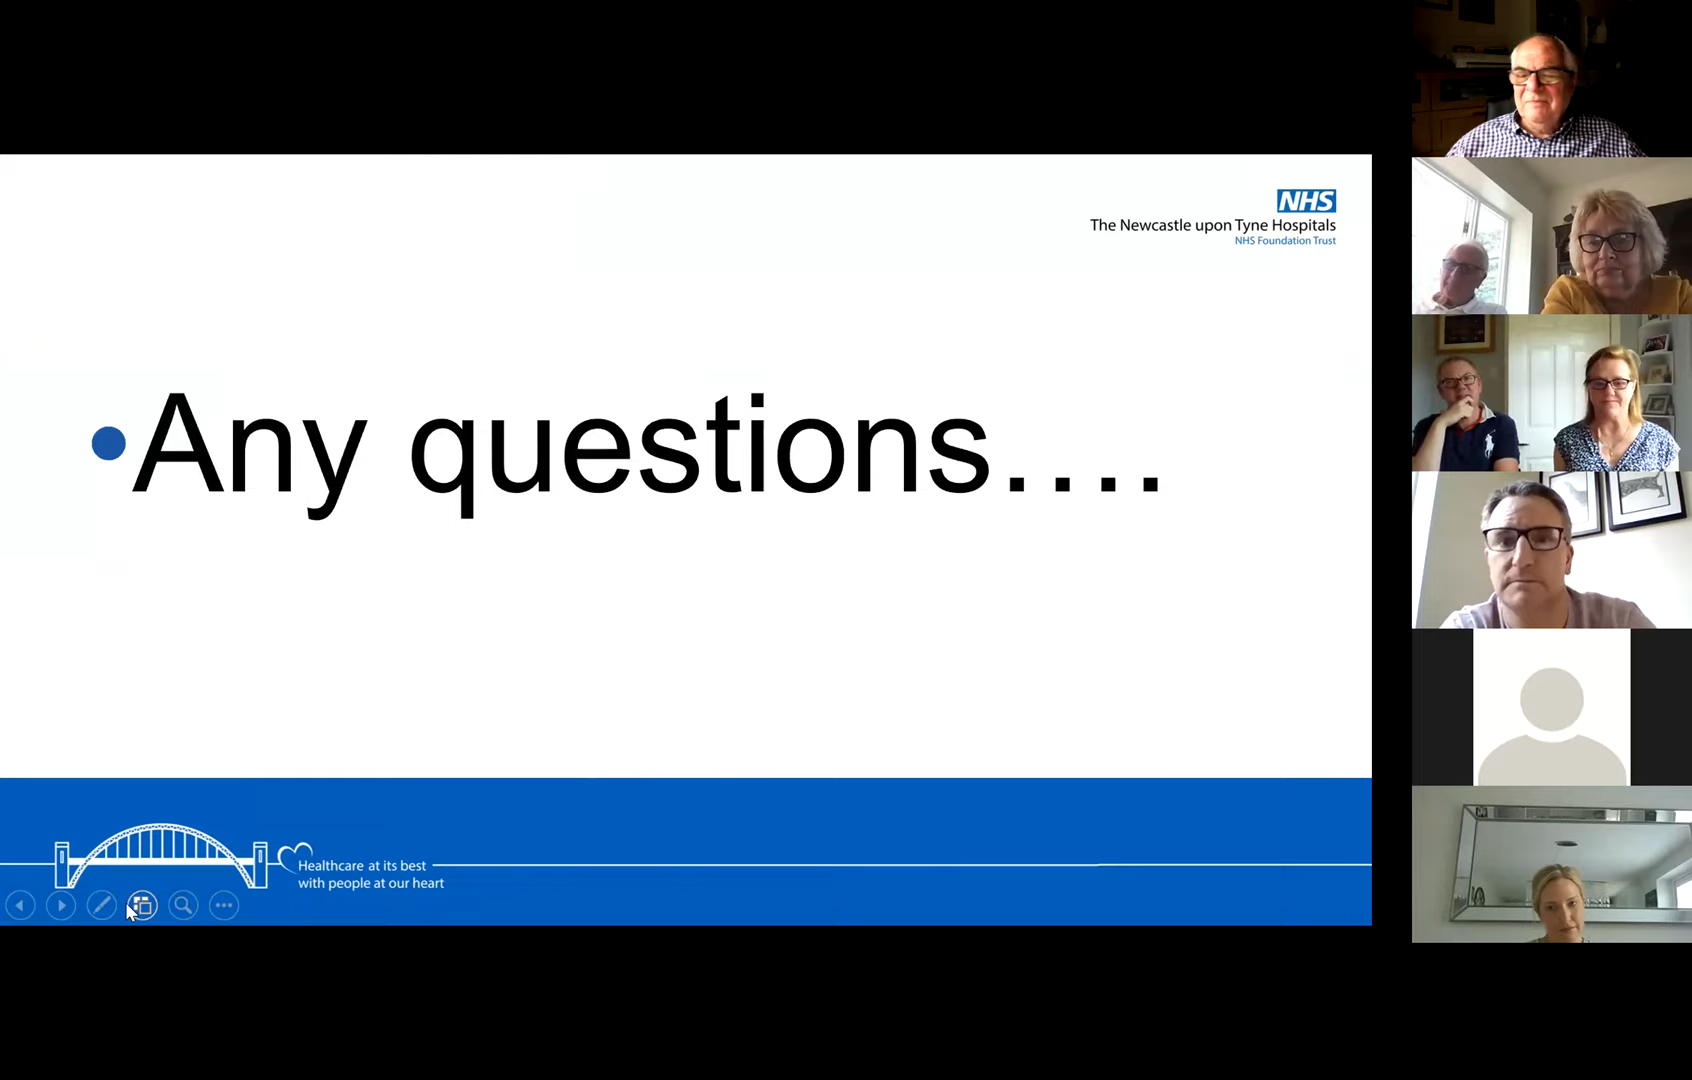 NHS
The Newcastle upon Tyne Hospitals
NHS Foundation Trust
•Any questions….
Healthcare at its best
with people at our heart